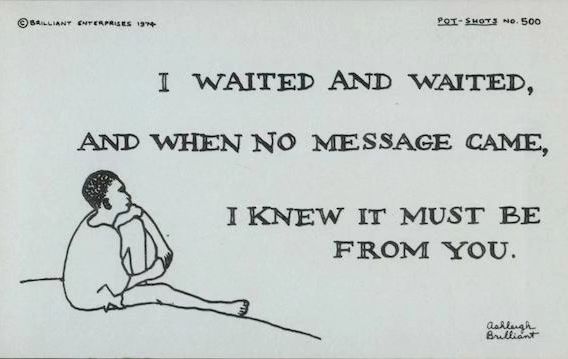 © BRILLIANT ENTERPRISES 1974
POT-SHOTS NO. 500
I WAITED AND WAITED,
AND WHEN NO MESSAGE CAME,
I KNEW IT MUST BE
FROM YOU.
Ashleigh
Brilliant